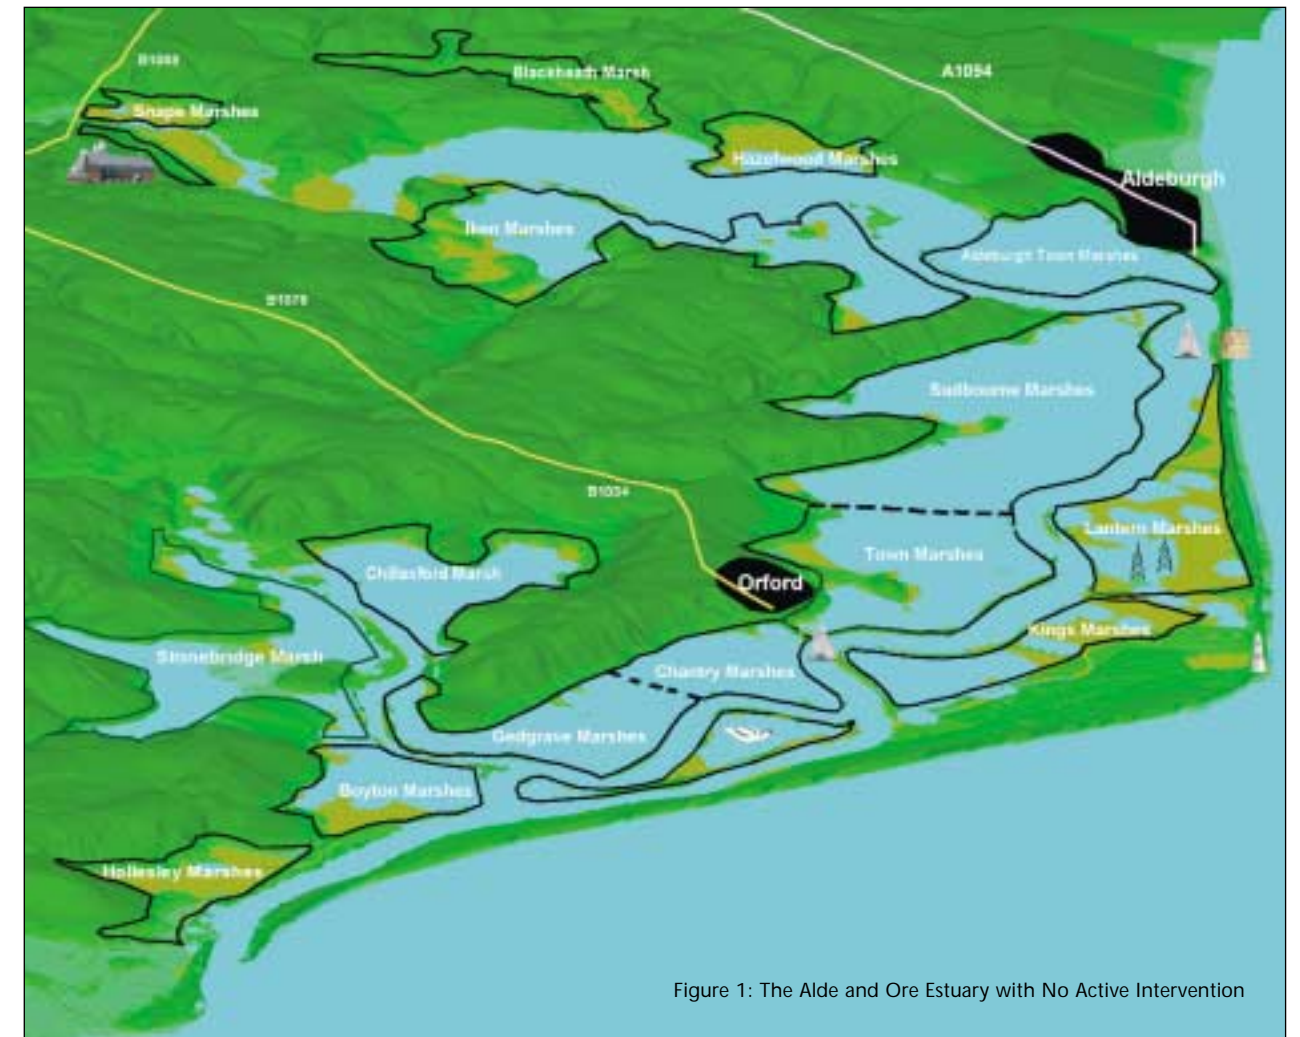 B1069
A1094
Blackheath Marsh
Snape Marshes
Hazelwood Marshes
Aldeburgh
Iken Marshes
Aldeburgh Town Marshes
B1078
Sudbourne Marshes
B1084
Lantern Marshes
Town Marshes
Chillesford Marsh
Orford
Kings Marshes
Stonebridge Marsh
Chantry Marshes
Gedgrave Marshes
Boyton Marshes
Hollesley Marshes
Figure 1: The Alde and Ore Estuary with No Active Intervention